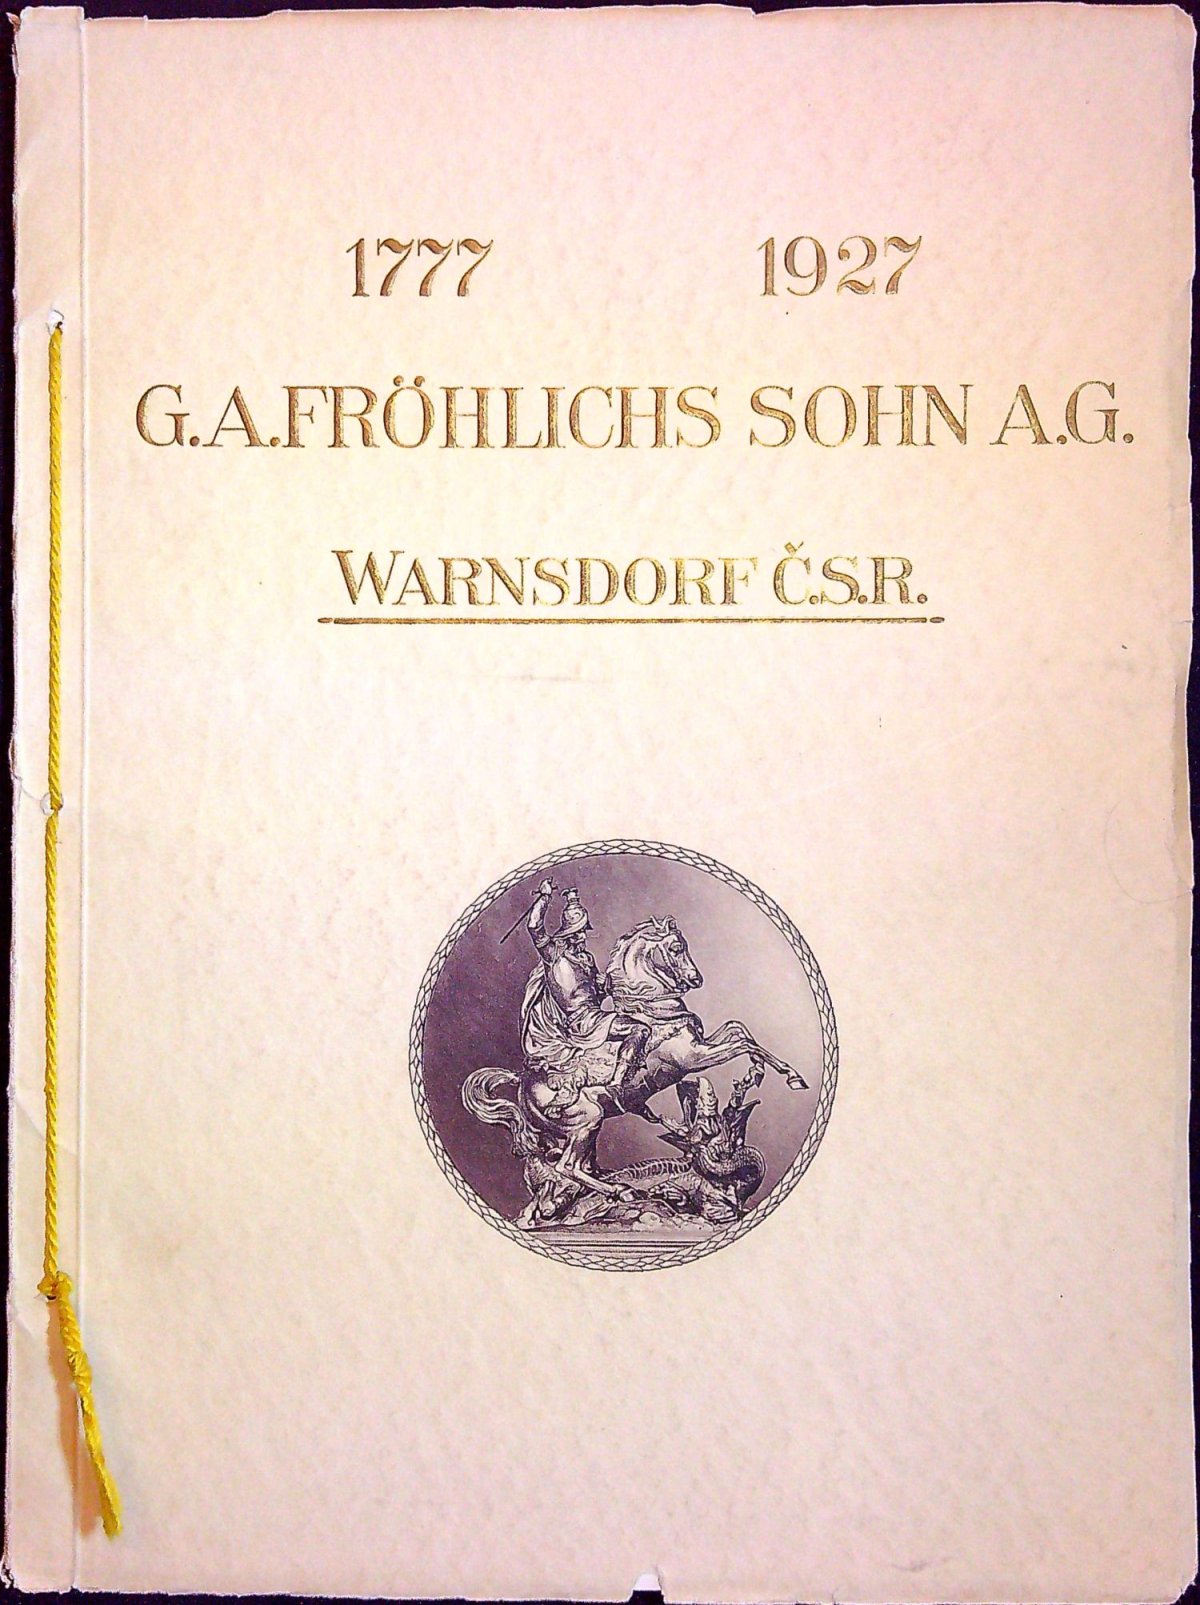 1777 1927
G.A.FRÖHLICHS SOHN A.G.
WARNSDORF Č.S.R.